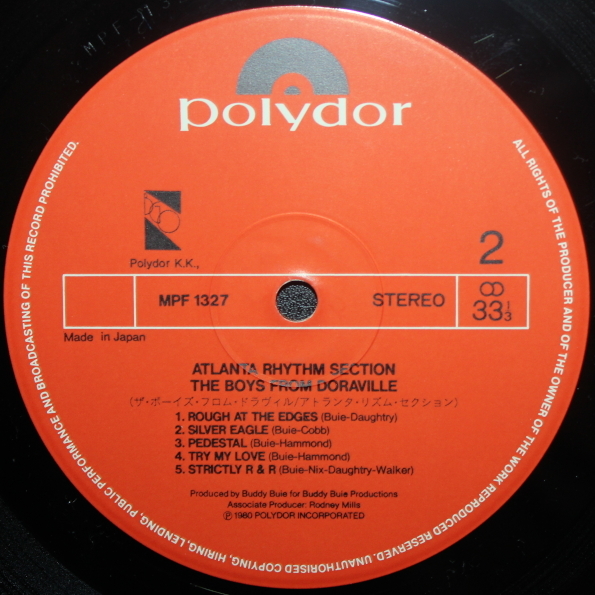 polydor
Polydor K.K.,
2
MPF 1327
STEREO
33 1/3
Made in Japan
ATLANTA RHYTHM SECTION
THE BOYS FROM DORAVILLE
(ザ・ボーイズ・フロム・ドラヴィル/アトランタ・リズム・セクション)
1. ROUGH AT THE EDGES (Buie-Daughtry)
2. SILVER EAGLE (Buie-Cobb)
3. PEDESTAL (Buie-Hammond)
4. TRY MY LOVE (Buie-Hammond)
5. STRICTLY R & R (Buie-Nix-Daughtry-Walker)
Produced by Buddy Buie for Buddy Buie Productions
Associate Producer: Rodney Mills
Ⓟ 1980 POLYDOR INCORPORATED
ALL RIGHTS OF THE PRODUCER AND OF THE OWNER OF THE WORK REPRODUCED RESERVED. UNAUTHORISED COPYING, HIRING, LENDING, PUBLIC PERFORMANCE AND BROADCASTING OF THIS RECORD PROHIBITED.